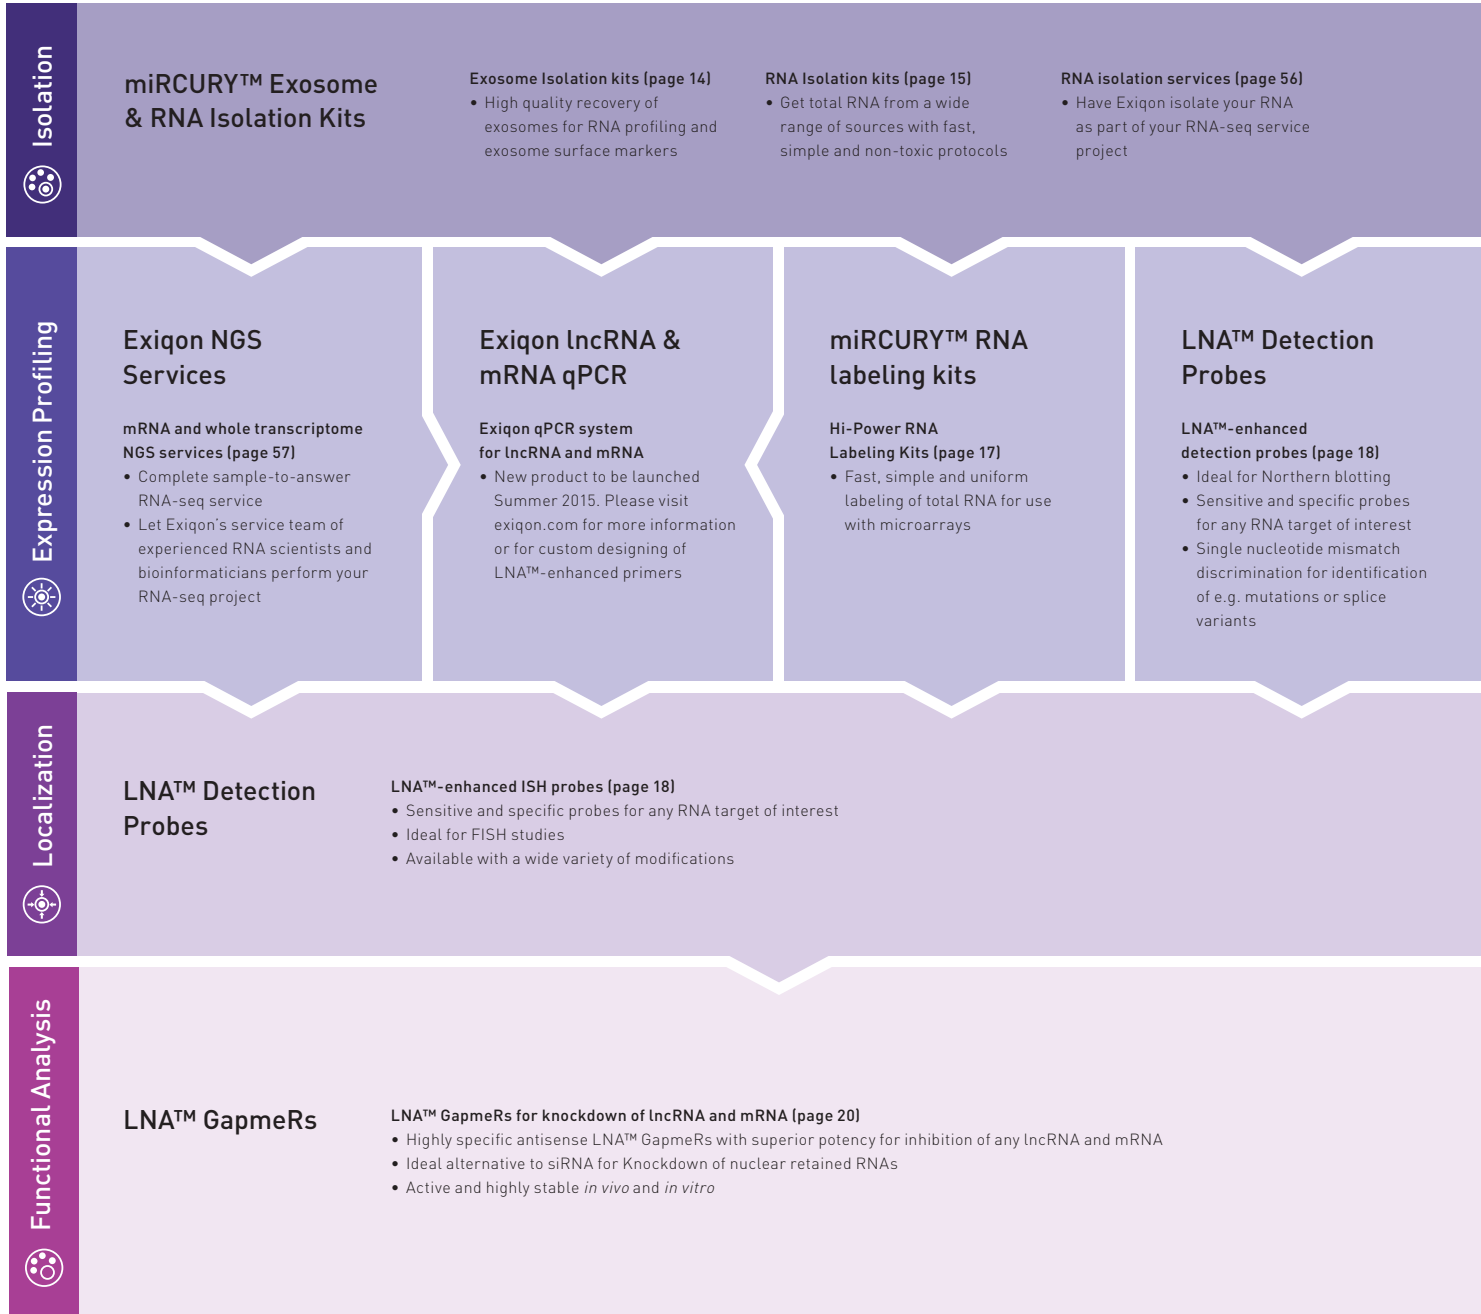 Isolation
miRCURY™ Exosome
& RNA Isolation Kits
Exosome Isolation kits (page 14)
• High quality recovery of
exosomes for RNA profiling and
exosome surface markers
RNA Isolation kits (page 15)
• Get total RNA from a wide
range of sources with fast,
simple and non-toxic protocols
RNA isolation services (page 56)
• Have Exiqon isolate your RNA
as part of your RNA-seq service
project
Expression Profiling
Exiqon NGS
Services
mRNA and whole transcriptome
NGS services (page 57)
• Complete sample-to-answer
RNA-seq service
• Let Exiqon's service team of
experienced RNA scientists and
bioinformaticians perform your
RNA-seq project
Exiqon lncRNA &
mRNA qPCR
Exiqon qPCR system
for lncRNA and mRNA
• New product to be launched
Summer 2015. Please visit
exiqon.com for more information
or for custom designing of
LNA™-enhanced primers
miRCURY™ RNA
labeling kits
Hi-Power RNA
Labeling Kits (page 17)
• Fast, simple and uniform
labeling of total RNA for use
with microarrays
LNA™ Detection
Probes
LNA™-enhanced
detection probes (page 18)
• Ideal for Northern blotting
• Sensitive and specific probes
for any RNA target of interest
• Single nucleotide mismatch
discrimination for identification
of e.g. mutations or splice
variants
Localization
LNA™ Detection
Probes
LNA™-enhanced ISH probes (page 18)
• Sensitive and specific probes for any RNA target of interest
• Ideal for FISH studies
• Available with a wide variety of modifications
Functional Analysis
LNA™ GapmeRs
LNA™ GapmeRs for knockdown of lncRNA and mRNA (page 20)
• Highly specific antisense LNA™ GapmeRs with superior potency for inhibition of any lncRNA and mRNA
• Ideal alternative to siRNA for Knockdown of nuclear retained RNAs
• Active and highly stable in vivo and in vitro